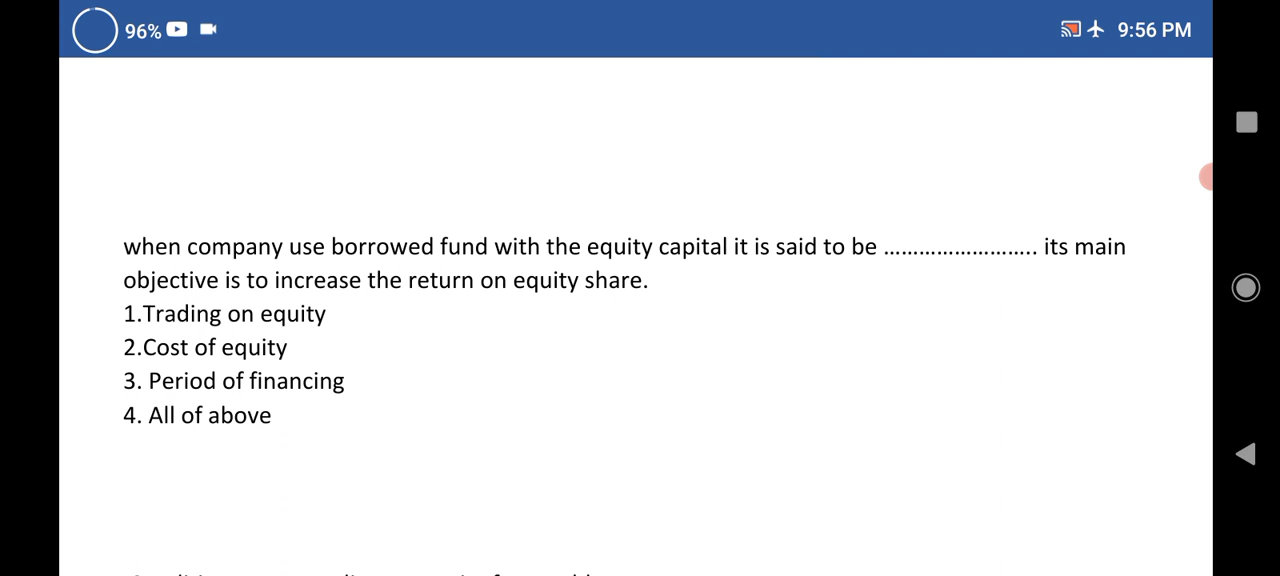 96%
9:56 PM
when company use borrowed fund with the equity capital it is said to be .......................... its main
objective is to increase the return on equity share.
1.Trading on equity
2.Cost of equity
3. Period of financing
4. All of above